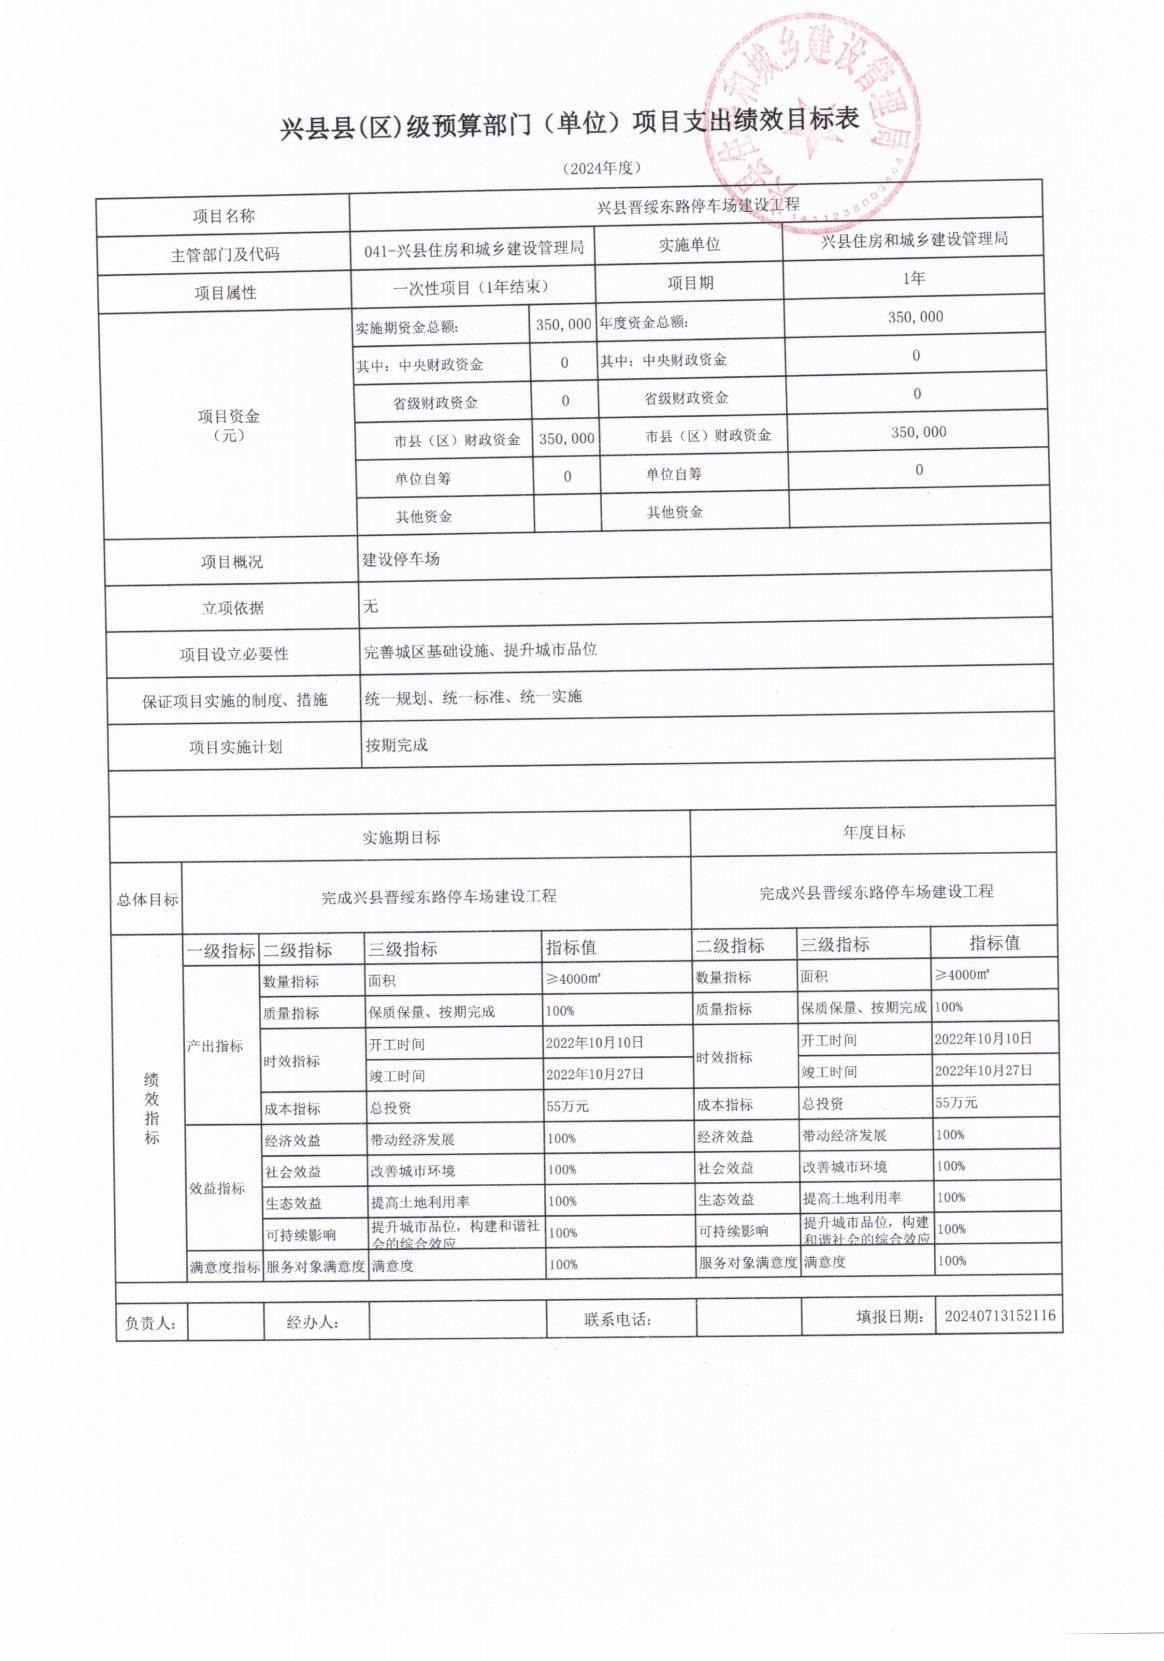 兴县县(区)级预算部门（单位）项目支出绩效目标表
（2024年度）
项目名称 兴县晋绥东路停车场建设工程
主管部门及代码 041-兴县住房和城乡建设管理局 实施单位 兴县住房和城乡建设管理局
项目属性 一次性项目（1年结束） 项目期 1年
项目资金
（元）
实施期资金总额: 350,000 年度资金总额: 350,000
其中: 中央财政资金 0 其中: 中央财政资金 0
省级财政资金 0 省级财政资金 0
市县（区）财政资金 350,000 市县（区）财政资金 350,000
单位自筹 0 单位自筹 0
其他资金 其他资金
项目概况 建设停车场
立项依据 无
项目设立必要性 完善城区基础设施、提升城市品位
保证项目实施的制度、措施 统一规划、统一标准、统一实施
项目实施计划 按期完成
实施期目标 年度目标
总体目标 完成兴县晋绥东路停车场建设工程 完成兴县晋绥东路停车场建设工程
绩效指标
一级指标 二级指标 三级指标 指标值 二级指标 三级指标 指标值
产出指标
数量指标 面积 ≥4000㎡ 数量指标 面积 ≥4000㎡
质量指标 保质保量、按期完成 100% 质量指标 保质保量、按期完成 100%
时效指标 开工时间 2022年10月10日 时效指标 开工时间 2022年10月10日
竣工时间 2022年10月27日 竣工时间 2022年10月27日
成本指标 总投资 55万元 成本指标 总投资 55万元
效益指标
经济效益 带动经济发展 100% 经济效益 带动经济发展 100%
社会效益 改善城市环境 100% 社会效益 改善城市环境 100%
生态效益 提高土地利用率 100% 生态效益 提高土地利用率 100%
可持续影响 提升城市品位，构建和谐社会的综合效应 100% 可持续影响 提升城市品位，构建和谐社会的综合效应 100%
满意度指标 服务对象满意度 满意度 100% 服务对象满意度 满意度 100%
负责人: 经办人: 联系电话: 填报日期: 20240713152116